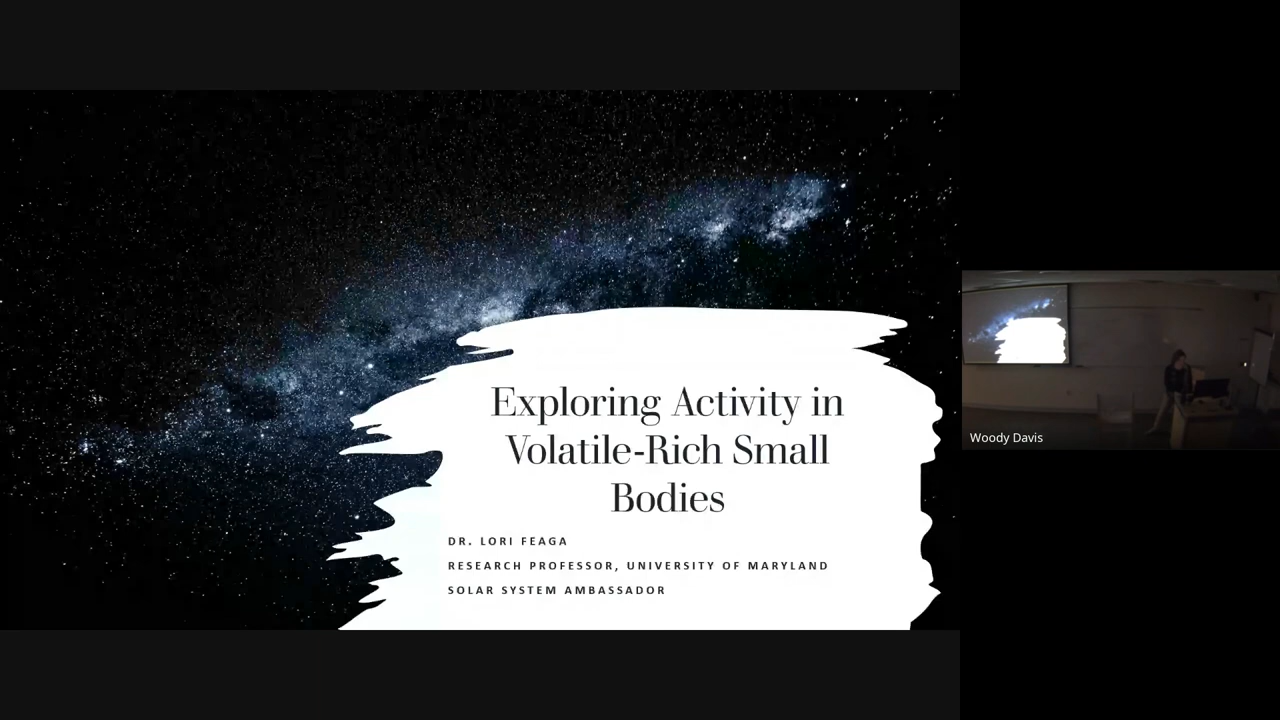 Exploring Activity in
Volatile-Rich Small
Bodies
DR. LORI FEAGA
RESEARCH PROFESSOR, UNIVERSITY OF MARYLAND
SOLAR SYSTEM AMBASSADOR
Woody Davis